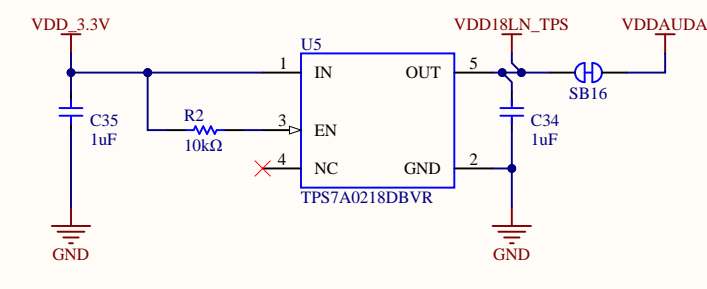 VDD_3.3V
VDD18LN_TPS
VDDAUDA
U5
1
IN
OUT
5
SB16
C35
1uF
R2
10kΩ
3
EN
C34
1uF
4
NC
GND
2
TPS7A0218DBVR
GND
GND